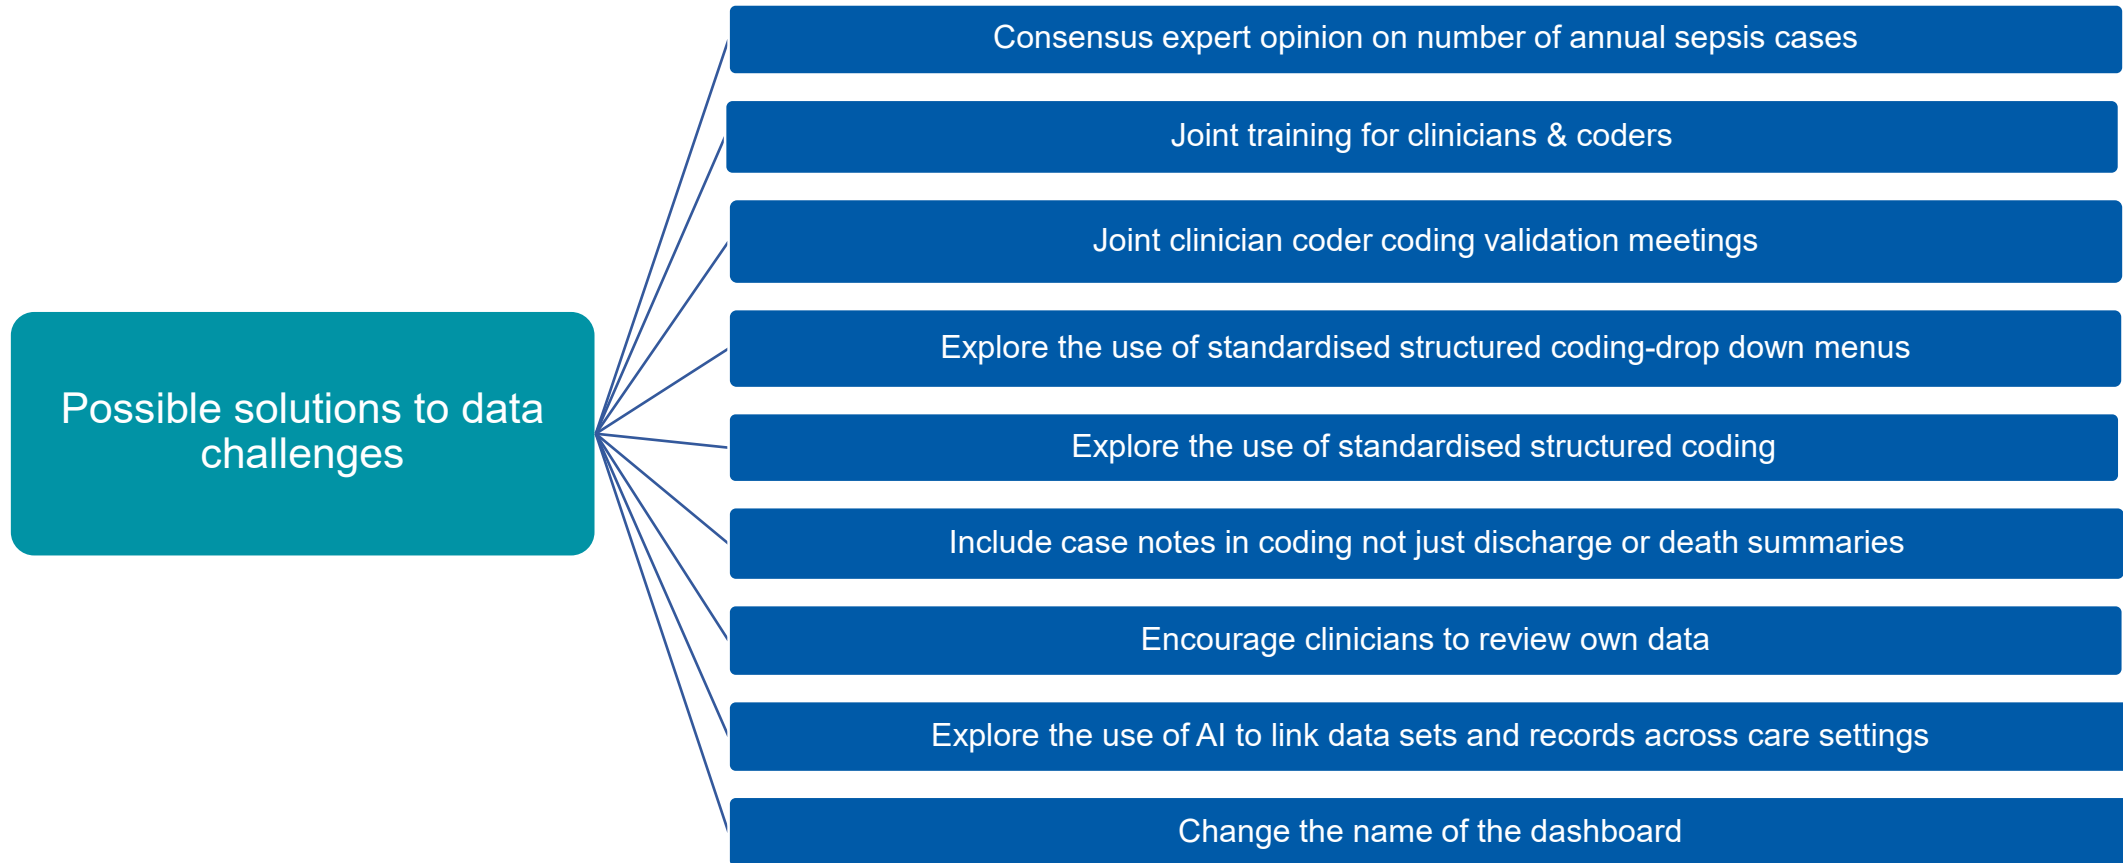 Consensus expert opinion on number of annual sepsis cases
Joint training for clinicians & coders
Joint clinician coder coding validation meetings
Explore the use of standardised structured coding-drop down menus
Possible solutions to data
challenges
Explore the use of standardised structured coding
Include case notes in coding not just discharge or death summaries
Encourage clinicians to review own data
Explore the use of AI to link data sets and records across care settings
Change the name of the dashboard